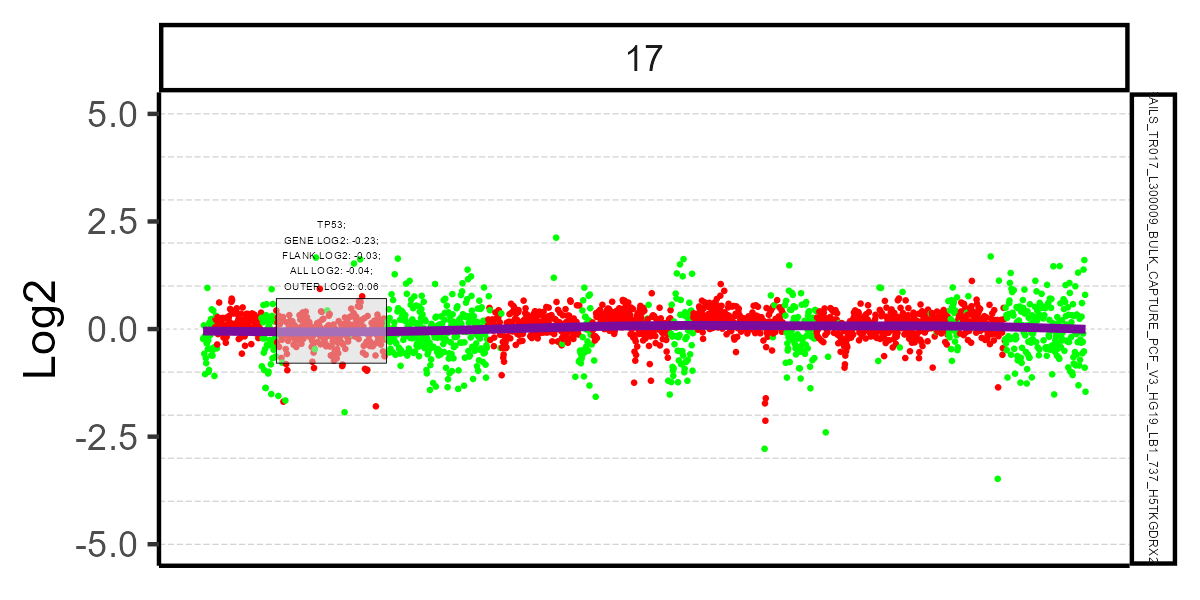 17
Log2
5.0
2.5
0.0
-2.5
-5.0
TP53;
GENE LOG2: -0.23;
FLANK LOG2: -0.03;
ALL LOG2: -0.04;
OUTER LOG2: 0.06
AILS_TR017_L300009_BULK_CAPTURE_PCF_V3_HG19_LB1_737_H5TKGDRX2